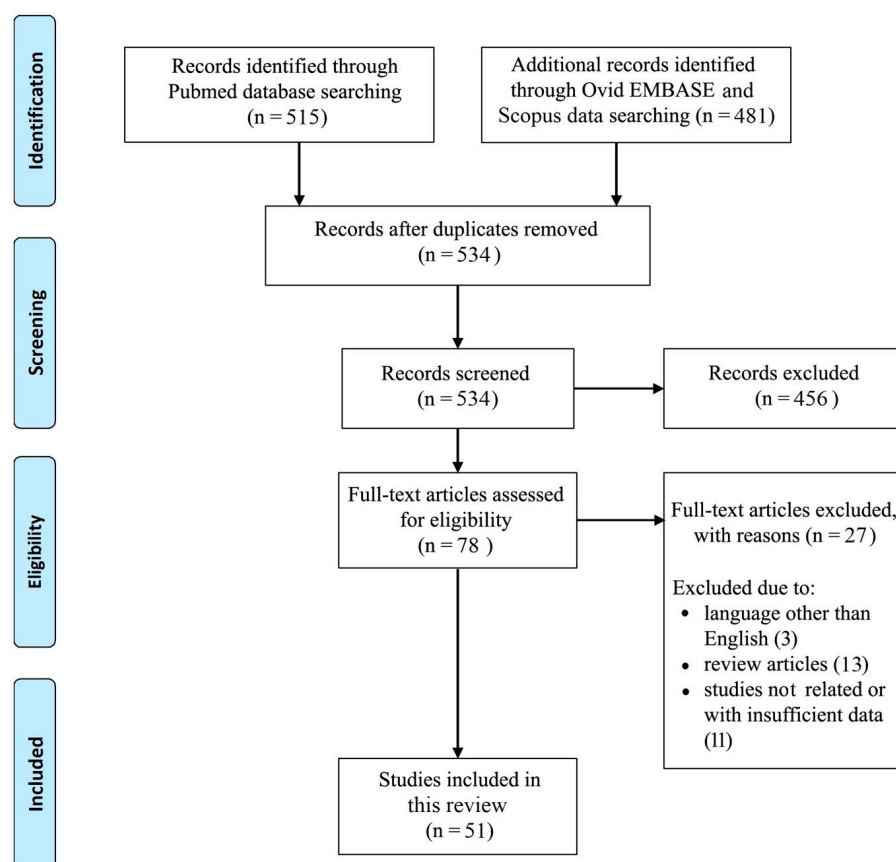 Identification
Records identified through
Pubmed database searching
(n = 515)
Additional records identified
through Ovid EMBASE and
Scopus data searching (n = 481)
Records after duplicates removed
(n = 534)
Screening
Records screened
(n = 534)
Records excluded
(n = 456)
Eligibility
Full-text articles assessed
for eligibility
(n = 78 )
Full-text articles excluded,
with reasons (n = 27)
Excluded due to:
• language other than
English (3)
• review articles (13)
• studies not related or
with insufficient data
(11)
Included
Studies included in
this review
(n = 51)